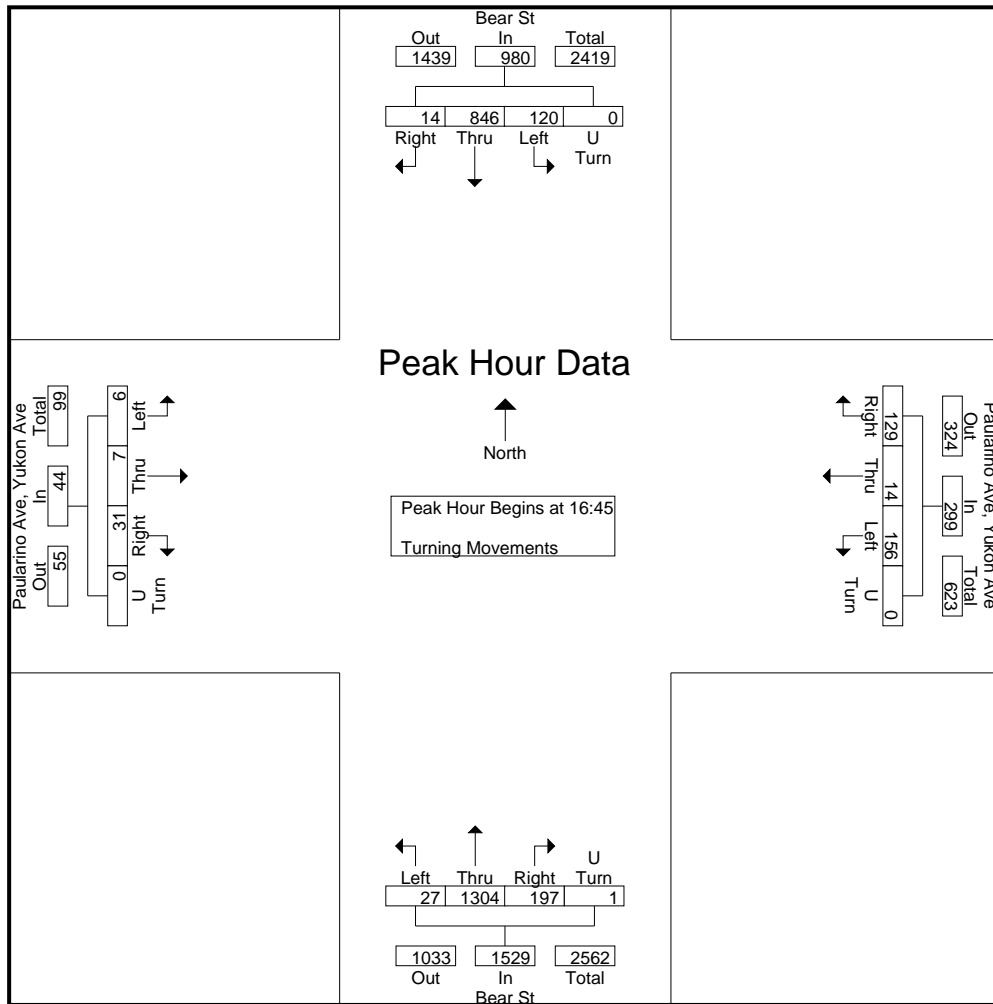 Bear St
Out In Total
1439 980 2419
14 846 120 0
Right Thru Left U
Turn
Peak Hour Data
North
Peak Hour Begins at 16:45
Turning Movements
Paularino Ave, Yukon Ave
Total In Out
99 44 55
6 7 31 0
Left Thru Right U
Turn
Paularino Ave, Yukon Ave
Out In Total
324 299 623
129 14 156 0
Right Thru Left U
Turn
U
Left Thru Right Turn
27 1304 197 1
1033 1529 2562
Out In Total
Bear St